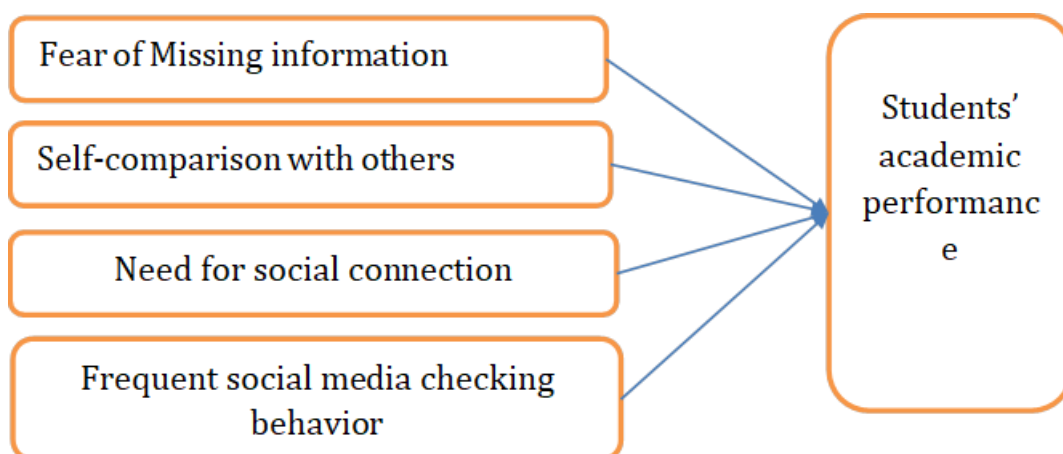 Fear of Missing information
Self-comparison with others
Need for social connection
Frequent social media checking
behavior
Students’
academic
performanc
e